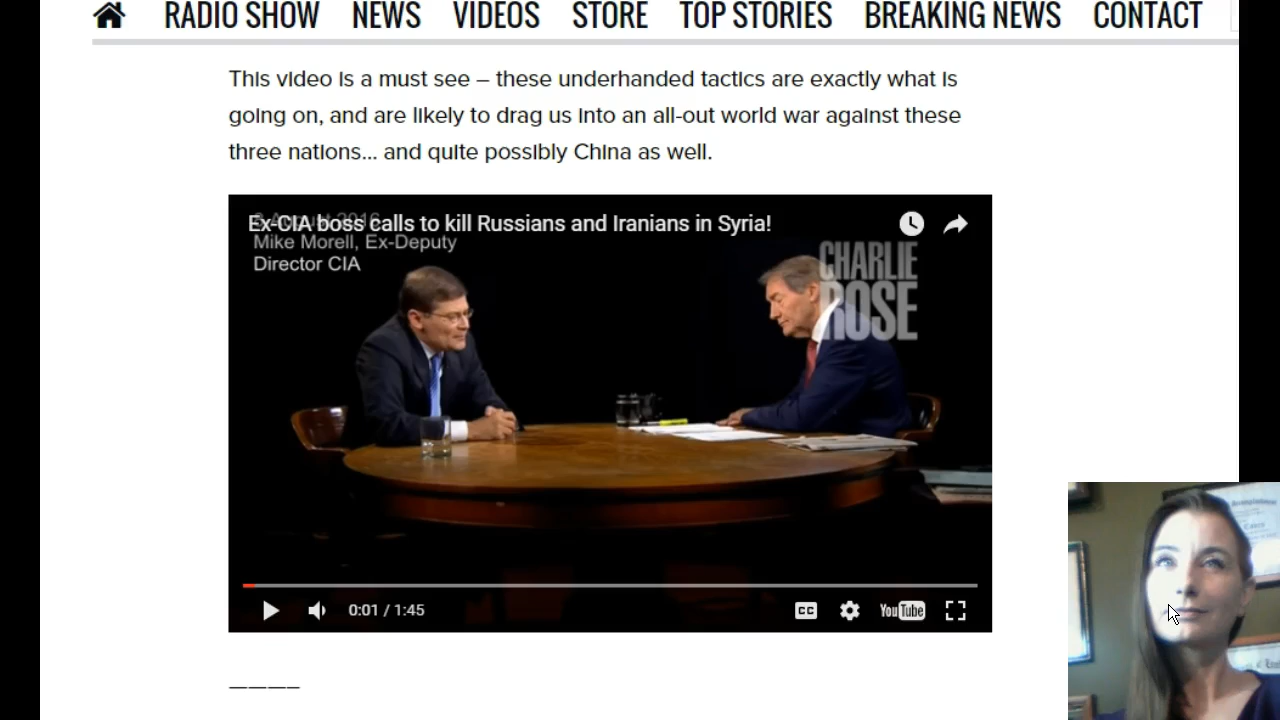 RADIO SHOW NEWS VIDEOS STORE TOP STORIES BREAKING NEWS CONTACT
This video is a must see – these underhanded tactics are exactly what is
going on, and are likely to drag us into an all-out world war against these
three nations... and quite possibly China as well.
Ex-CIA boss calls to kill Russians and Iranians in Syria!
August 2016
Mike Morell, Ex-Deputy
Director CIA
CHARLIE
ROSE
0:01 / 1:45
CC
YouTube